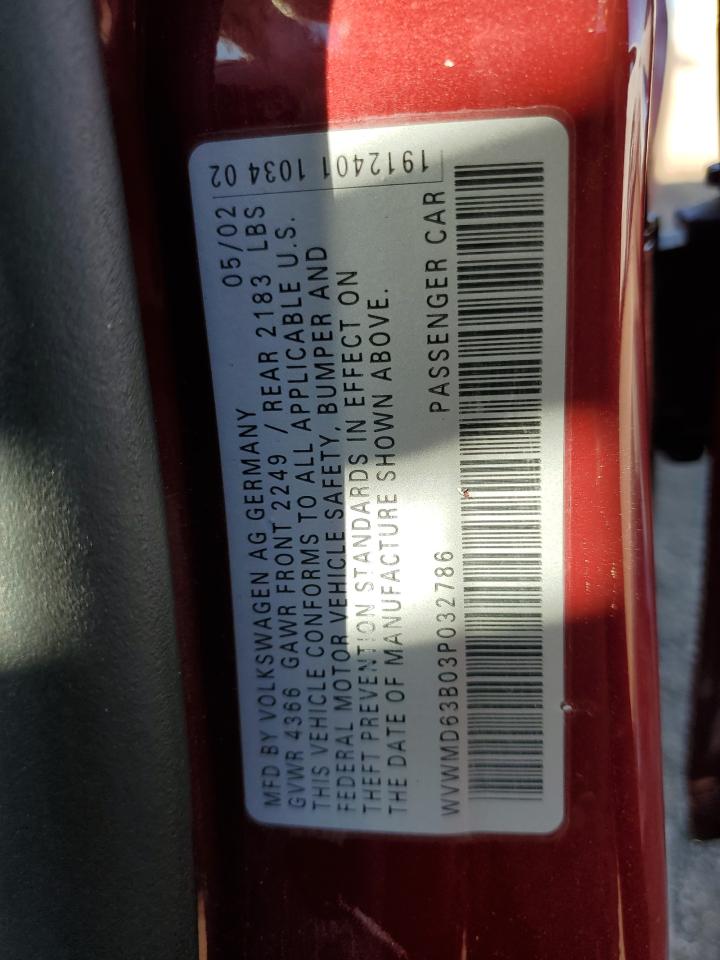 MFD BY VOLKSWAGEN AG GERMANY 05/02
GVWR 4366 GAWR FRONT 2249 / REAR 2183 LBS
THIS VEHICLE CONFORMS TO ALL APPLICABLE U.S.
FEDERAL MOTOR VEHICLE SAFETY, BUMPER AND
THEFT PREVENTION STANDARDS IN EFFECT ON
THE DATE OF MANUFACTURE SHOWN ABOVE.
WVWMD63B03P032786 PASSENGER CAR
1912401 1034 02